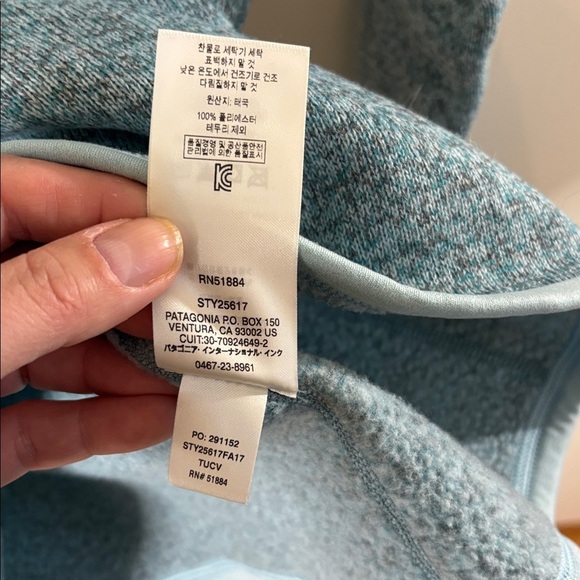 찬물로 세탁기 세탁
표백하지 말 것
낮은 온도에서 건조기로 건조
다림질하지 말 것
원산지: 태국
100% 폴리에스터
테두리 제외
품질경영 및 공산품안전
관리법에 의한 품질표시
RN51884
STY25617
PATAGONIA P.O. BOX 150
VENTURA, CA 93002 US
CUIT:30-70924649-2
パタゴニア・インターナショナル・インク
0467-23-8961
PO: 291152
STY25617FA17
TUCV
RN# 51884